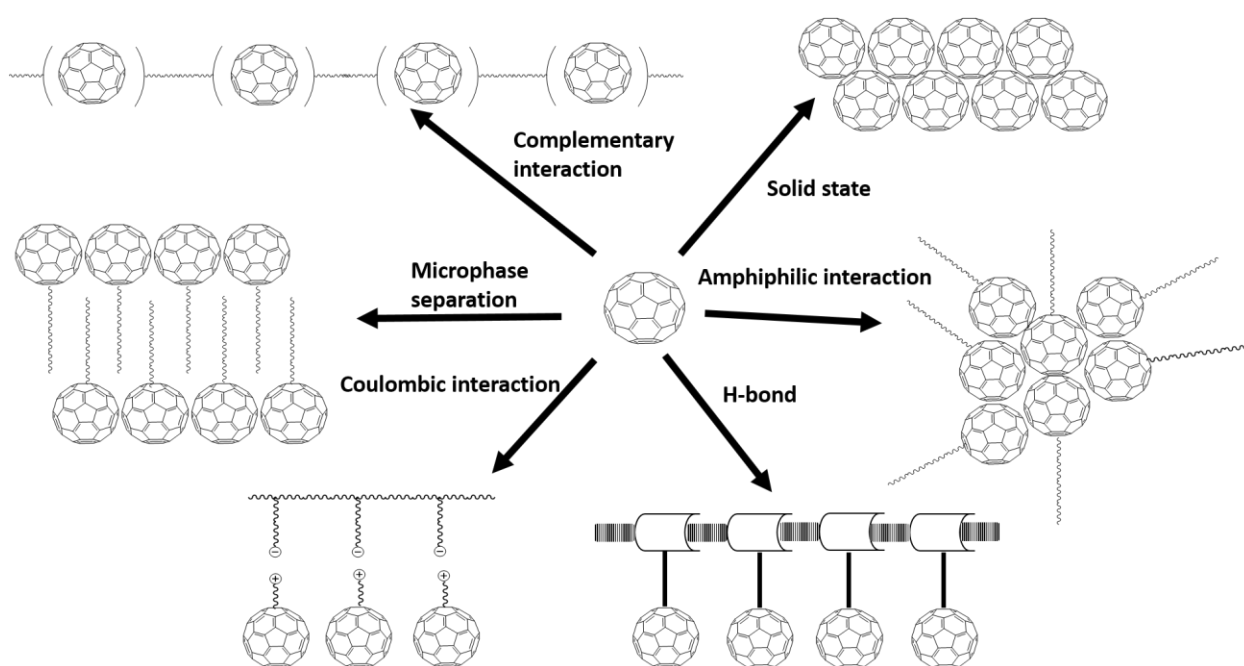 Complementary
interaction
Solid state
Microphase
separation
Amphiphilic interaction
Coulombic interaction
H-bond
− − −
+ + +